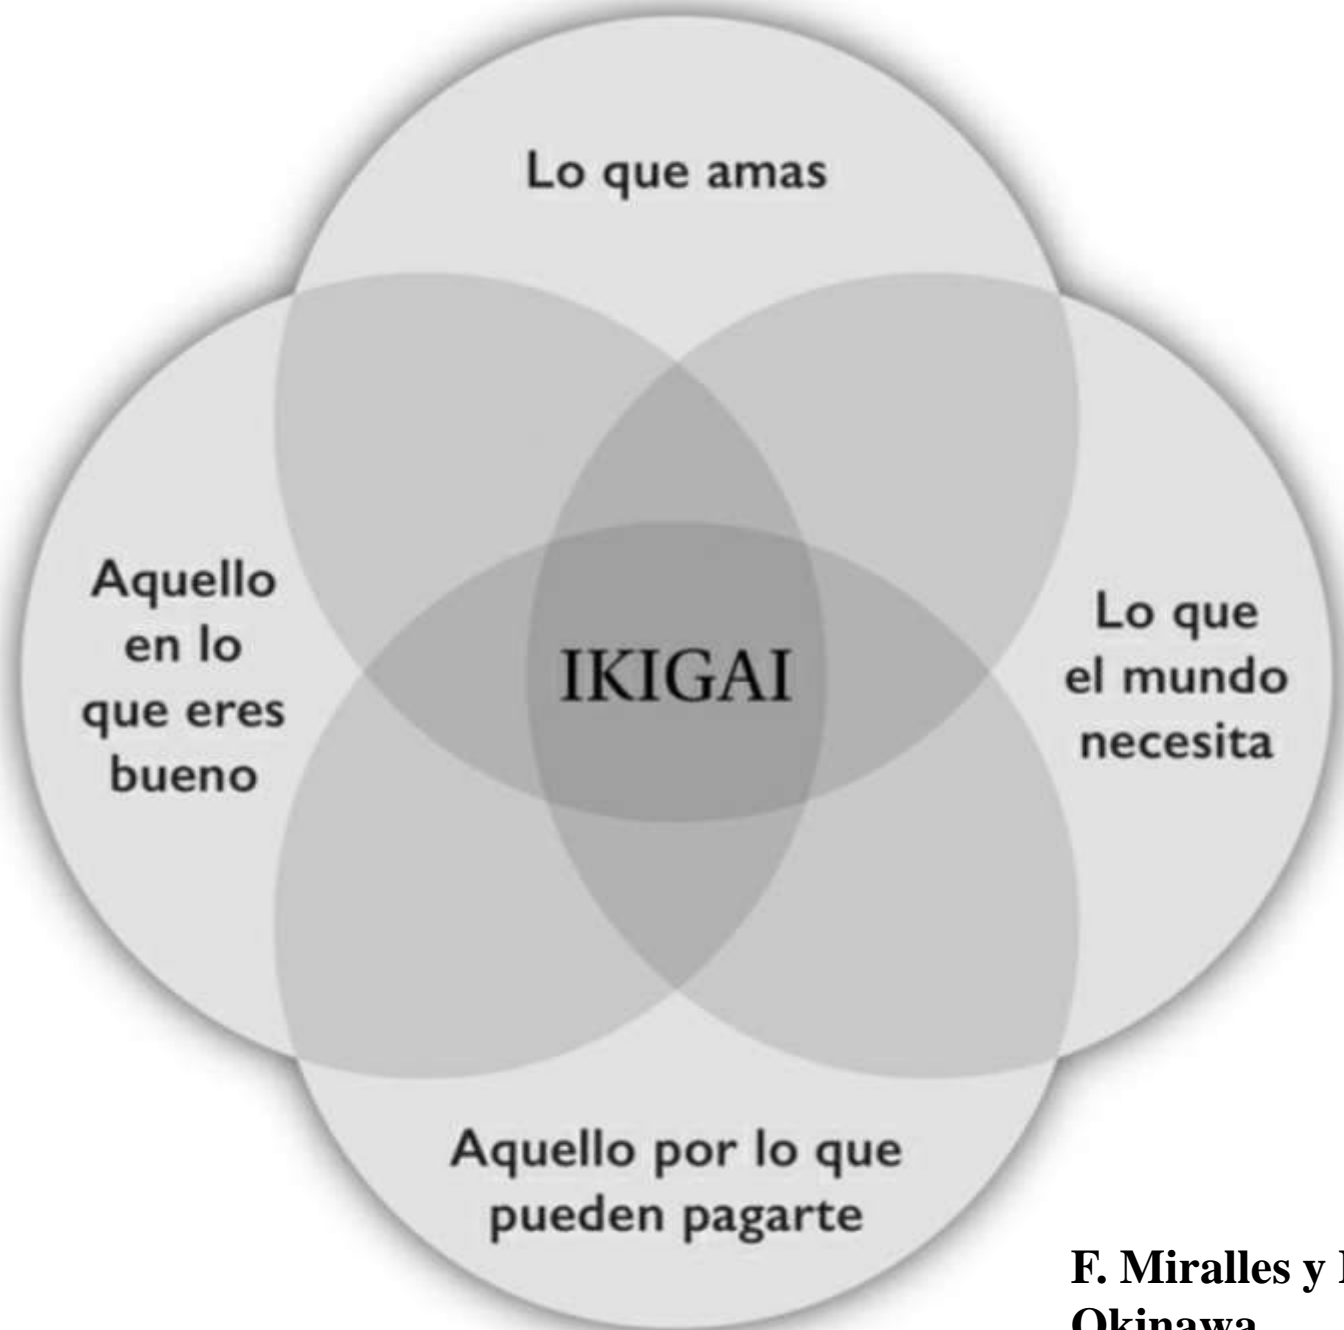 Lo que amas
Aquello
en lo
que eres
bueno
IKIGAI
Lo que
el mundo
necesita
Aquello por lo que
pueden pagarte
F. Miralles y
Okinawa